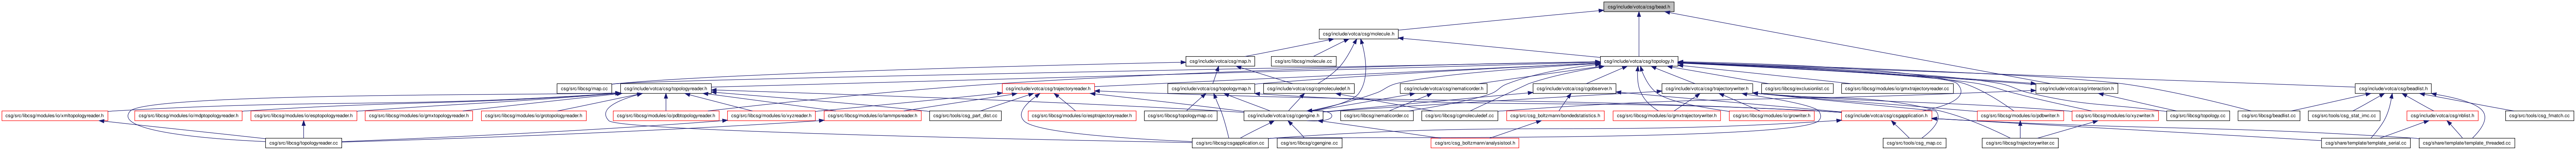 csg/include/votca/csg/bead.h
csg/include/votca/csg/molecule.h
csg/include/votca/csg/map.h
csg/src/libcsg/molecule.cc
csg/include/votca/csg/topology.h
csg/src/libcsg/map.cc
csg/include/votca/csg/topologyreader.h
csg/include/votca/csg/trajectoryreader.h
csg/include/votca/csg/topologymap.h
csg/include/votca/csg/cgmoleculedef.h
csg/include/votca/csg/nematicorder.h
csg/include/votca/csg/cgobserver.h
csg/include/votca/csg/trajectorywriter.h
csg/src/libcsg/exclusionlist.cc
csg/src/libcsg/modules/io/gmxtrajectoryreader.cc
csg/include/votca/csg/interaction.h
csg/include/votca/csg/beadlist.h
csg/src/libcsg/modules/io/xmltopologyreader.h
csg/src/libcsg/modules/io/mdptopologyreader.h
csg/src/libcsg/modules/io/esptopologyreader.h
csg/src/libcsg/modules/io/gmxtopologyreader.h
csg/src/libcsg/modules/io/grotopologyreader.h
csg/src/libcsg/modules/io/pdbtopologyreader.h
csg/src/libcsg/modules/io/xyzreader.h
csg/src/libcsg/modules/io/lammpsreader.h
csg/src/tools/csg_part_dist.cc
csg/src/libcsg/modules/io/esptrajectoryreader.h
csg/src/libcsg/topologymap.cc
csg/include/votca/csg/cgengine.h
csg/src/libcsg/nematicorder.cc
csg/src/libcsg/cgmoleculedef.cc
csg/src/csg_boltzmann/bondedstatistics.h
csg/src/libcsg/modules/io/gmxtrajectorywriter.h
csg/src/libcsg/modules/io/growriter.h
csg/include/votca/csg/csgapplication.h
csg/src/libcsg/modules/io/pdbwriter.h
csg/src/libcsg/modules/io/xyzwriter.h
csg/src/libcsg/topology.cc
csg/src/libcsg/beadlist.cc
csg/src/tools/csg_stat_imc.cc
csg/include/votca/csg/nblist.h
csg/src/tools/csg_fmatch.cc
csg/src/libcsg/topologyreader.cc
csg/src/libcsg/csgapplication.cc
csg/src/libcsg/cgengine.cc
csg/src/csg_boltzmann/analysistool.h
csg/src/tools/csg_map.cc
csg/src/libcsg/trajectorywriter.cc
csg/share/template/template_serial.cc
csg/share/template/template_threaded.cc